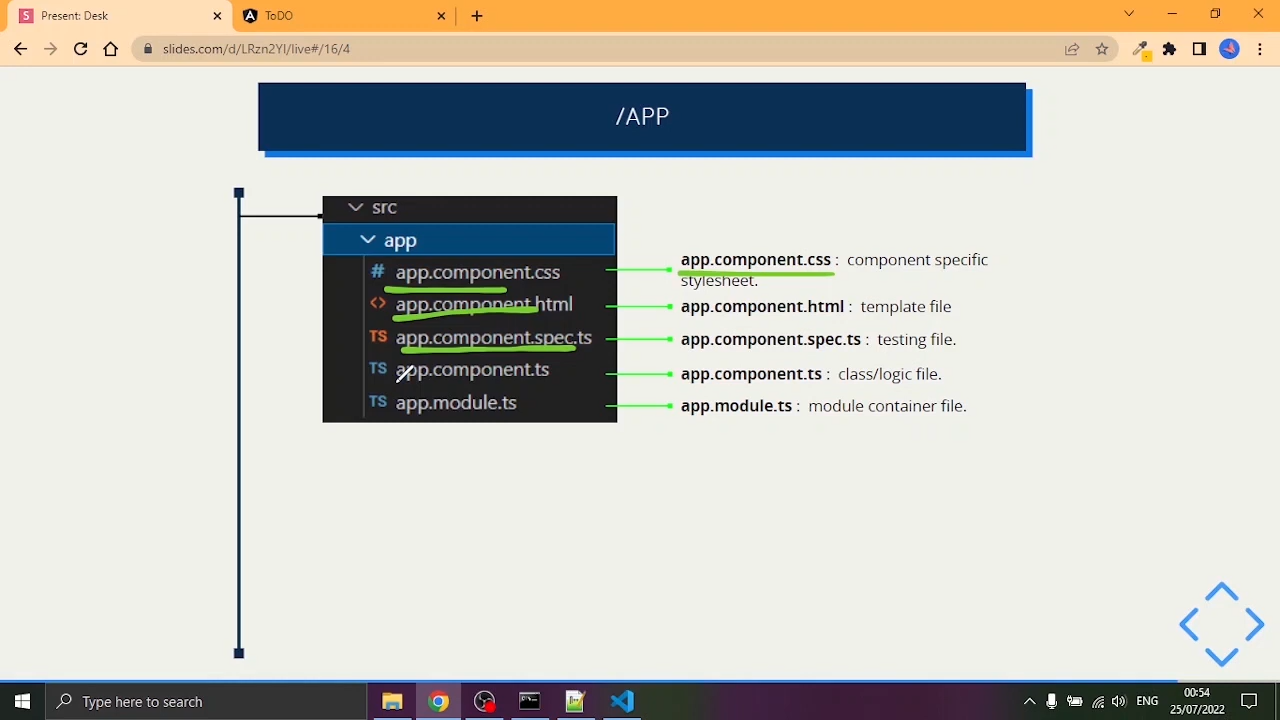 Present: Desk
ToDO
slides.com/d/LRzn2YI/live#/16/4
/APP
src
app
# app.component.css
<> app.component.html
TS app.component.spec.ts
TS app.component.ts
TS app.module.ts
app.component.css : component specific
stylesheet.
app.component.html : template file
app.component.spec.ts : testing file.
app.component.ts : class/logic file.
app.module.ts : module container file.
Type here to search
ENG
00:54
25/07/2022